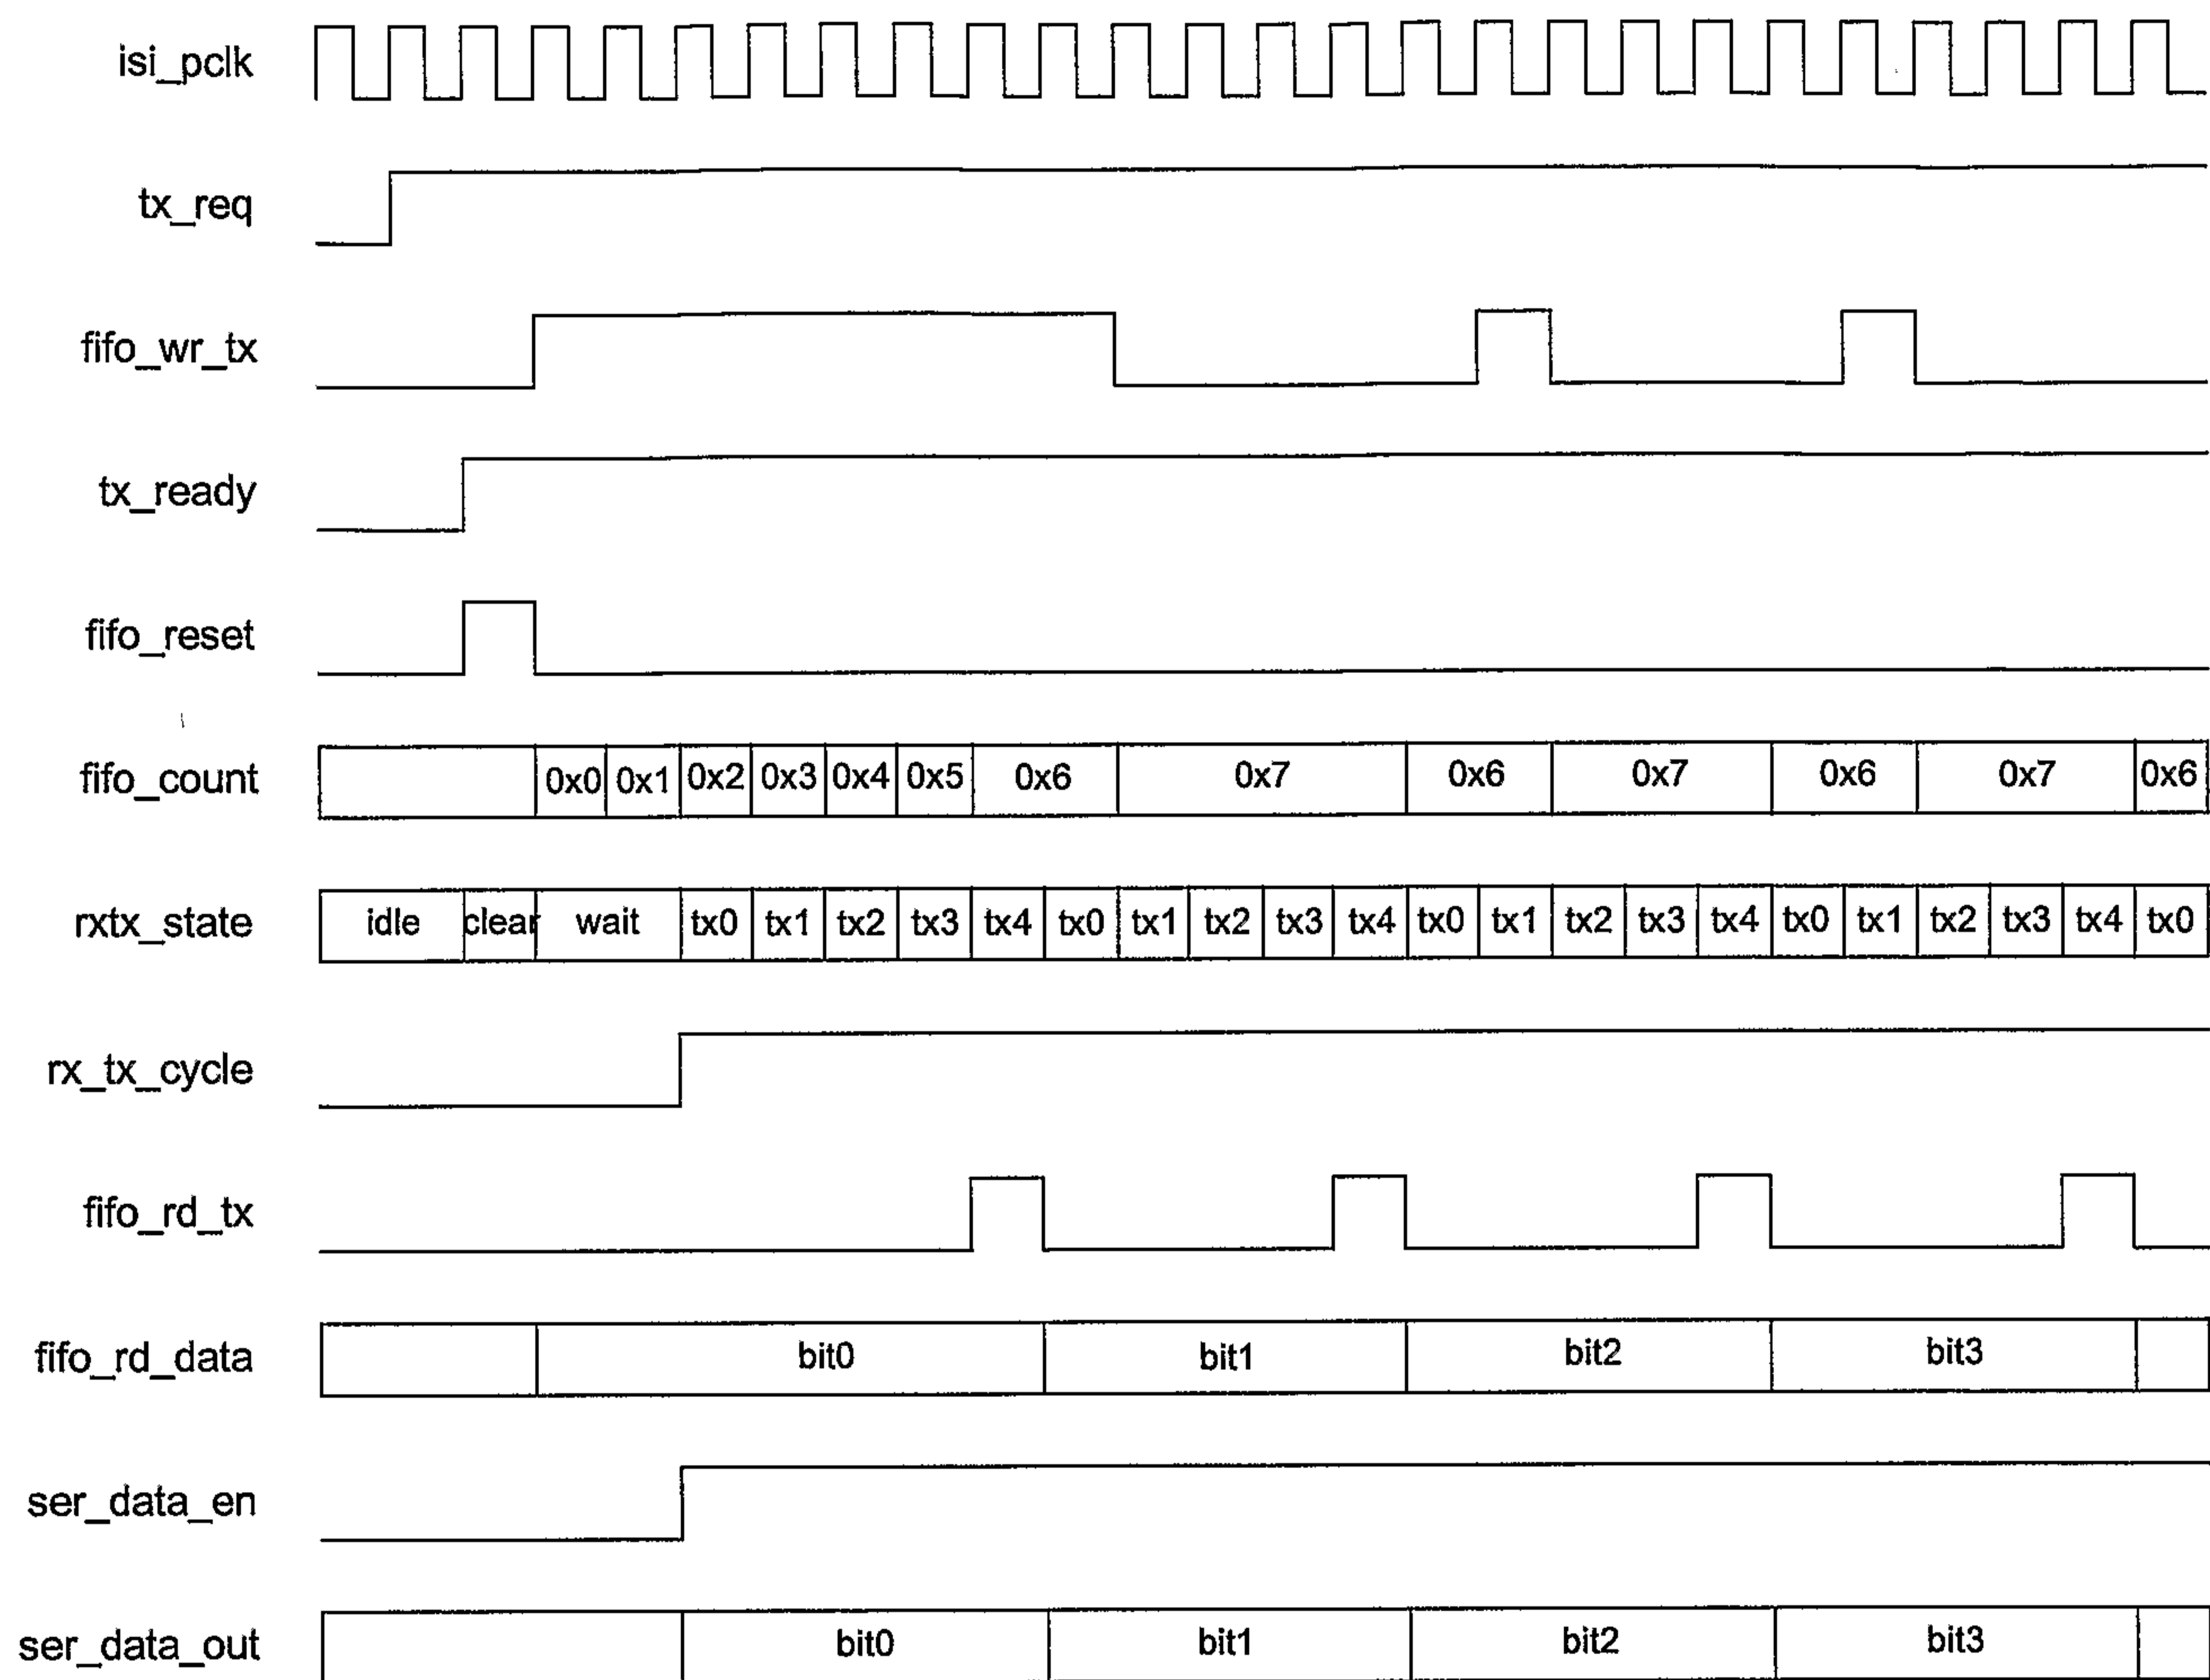 isi_pclk
tx_req
fifo_wr_tx
tx_ready
fifo_reset
fifo_count 0x0 0x1 0x2 0x3 0x4 0x5 0x6 0x7 0x6 0x7 0x6 0x7 0x6
rxtx_state idle clear wait tx0 tx1 tx2 tx3 tx4 tx0 tx1 tx2 tx3 tx4 tx0 tx1 tx2 tx3 tx4 tx0 tx1 tx2 tx3 tx4 tx0
rx_tx_cycle
fifo_rd_tx
fifo_rd_data bit0 bit1 bit2 bit3
ser_data_en
ser_data_out bit0 bit1 bit2 bit3